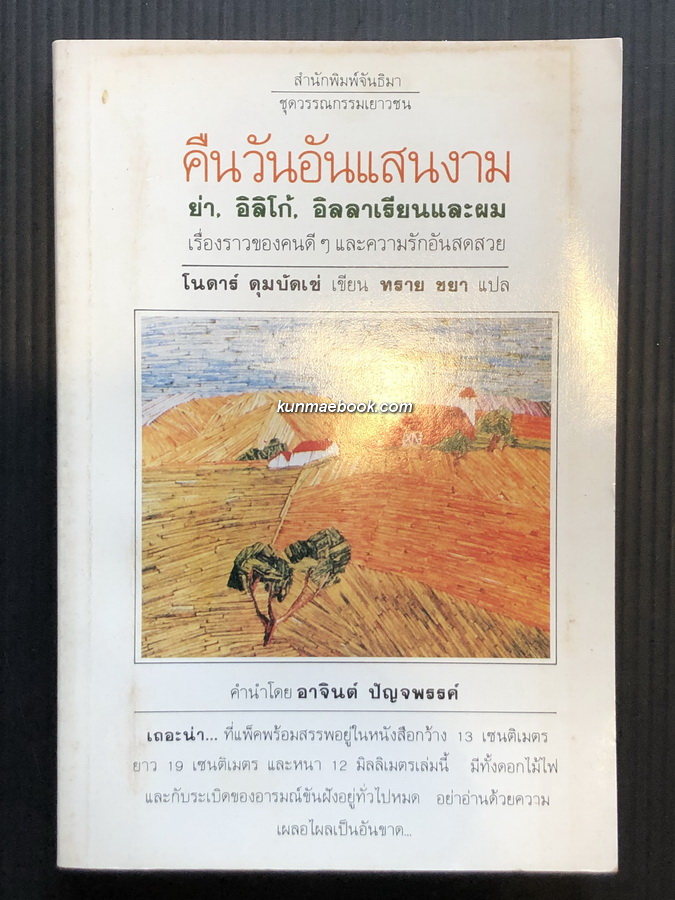 สำนักพิมพ์จันธิมา
ชุดวรรณกรรมเยาวชน
คืนวันอันแสนงาม
ย่า, อิลิโก้, อิลลาเรียนและผม
เรื่องราวของคนดี ๆ และความรักอันสดสวย
โนดาร์ ดุมบัดเซ่ เขียน ทราย ชยา แปล
kunmaebook.com
คำนำโดย อาจินต์ ปัญจพรรค์
เถอะน่า... ที่แพ็คพร้อมสรรพอยู่ในหนังสือกว้าง 13 เซนติเมตร
ยาว 19 เซนติเมตร และหนา 12 มิลลิเมตรเล่มนี้ มีทั้งดอกไม้ไฟ
และกับระเบิดของอารมณ์ขันฝังอยู่ทั่วไปหมด อย่าอ่านด้วยความ
เผลอไผลเป็นอันขาด...